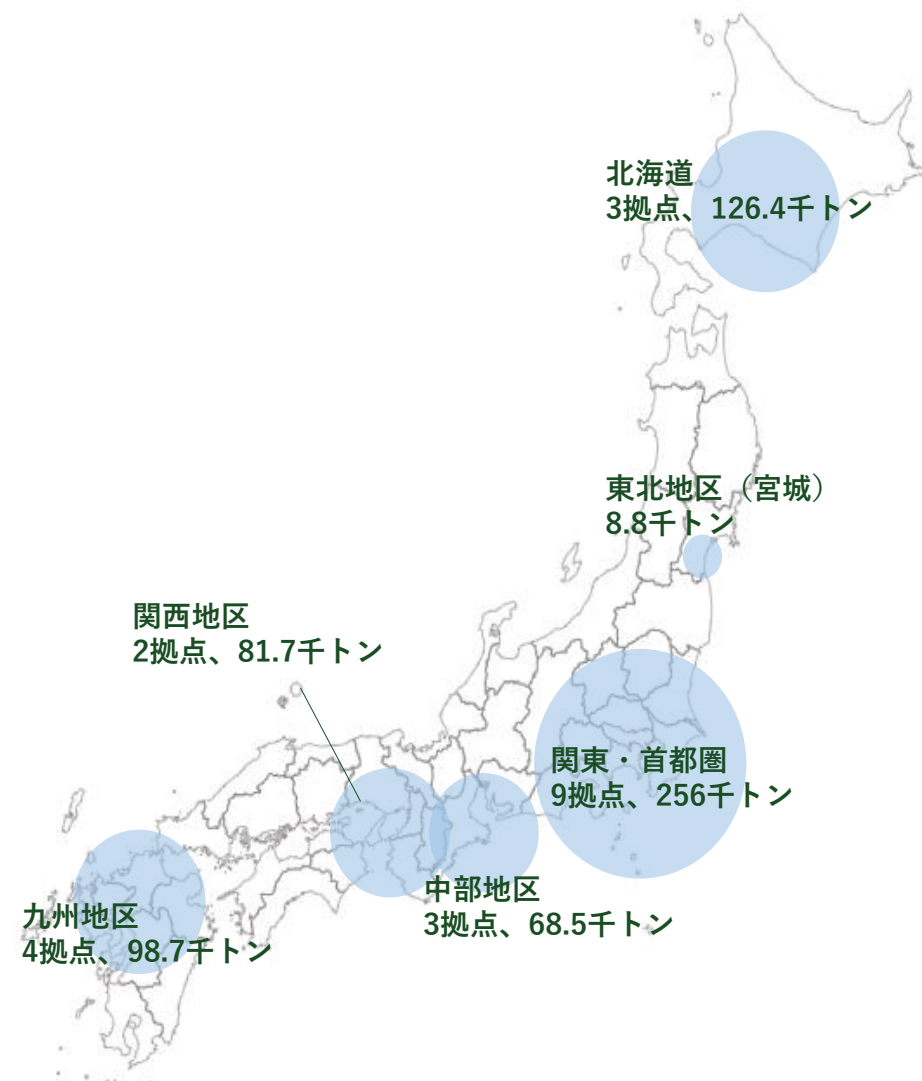 北海道
3拠点、126.4千トン
東北地区（宮城）
8.8千トン
関西地区
2拠点、81.7千トン
関東・首都圏
9拠点、256千トン
中部地区
3拠点、68.5千トン
九州地区
4拠点、98.7千トン